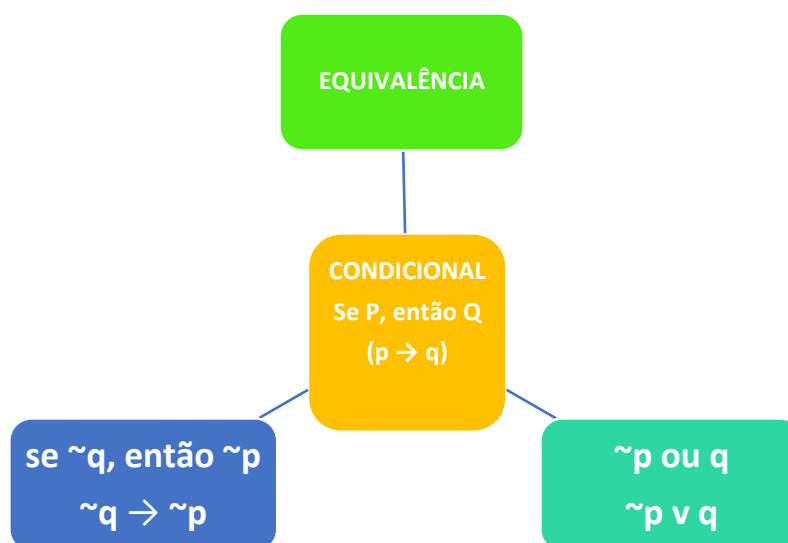 EQUIVALÊNCIA
CONDICIONAL
Se P, então Q
(p → q)
se ~q, então ~p
~q → ~p
~p ou q
~p v q